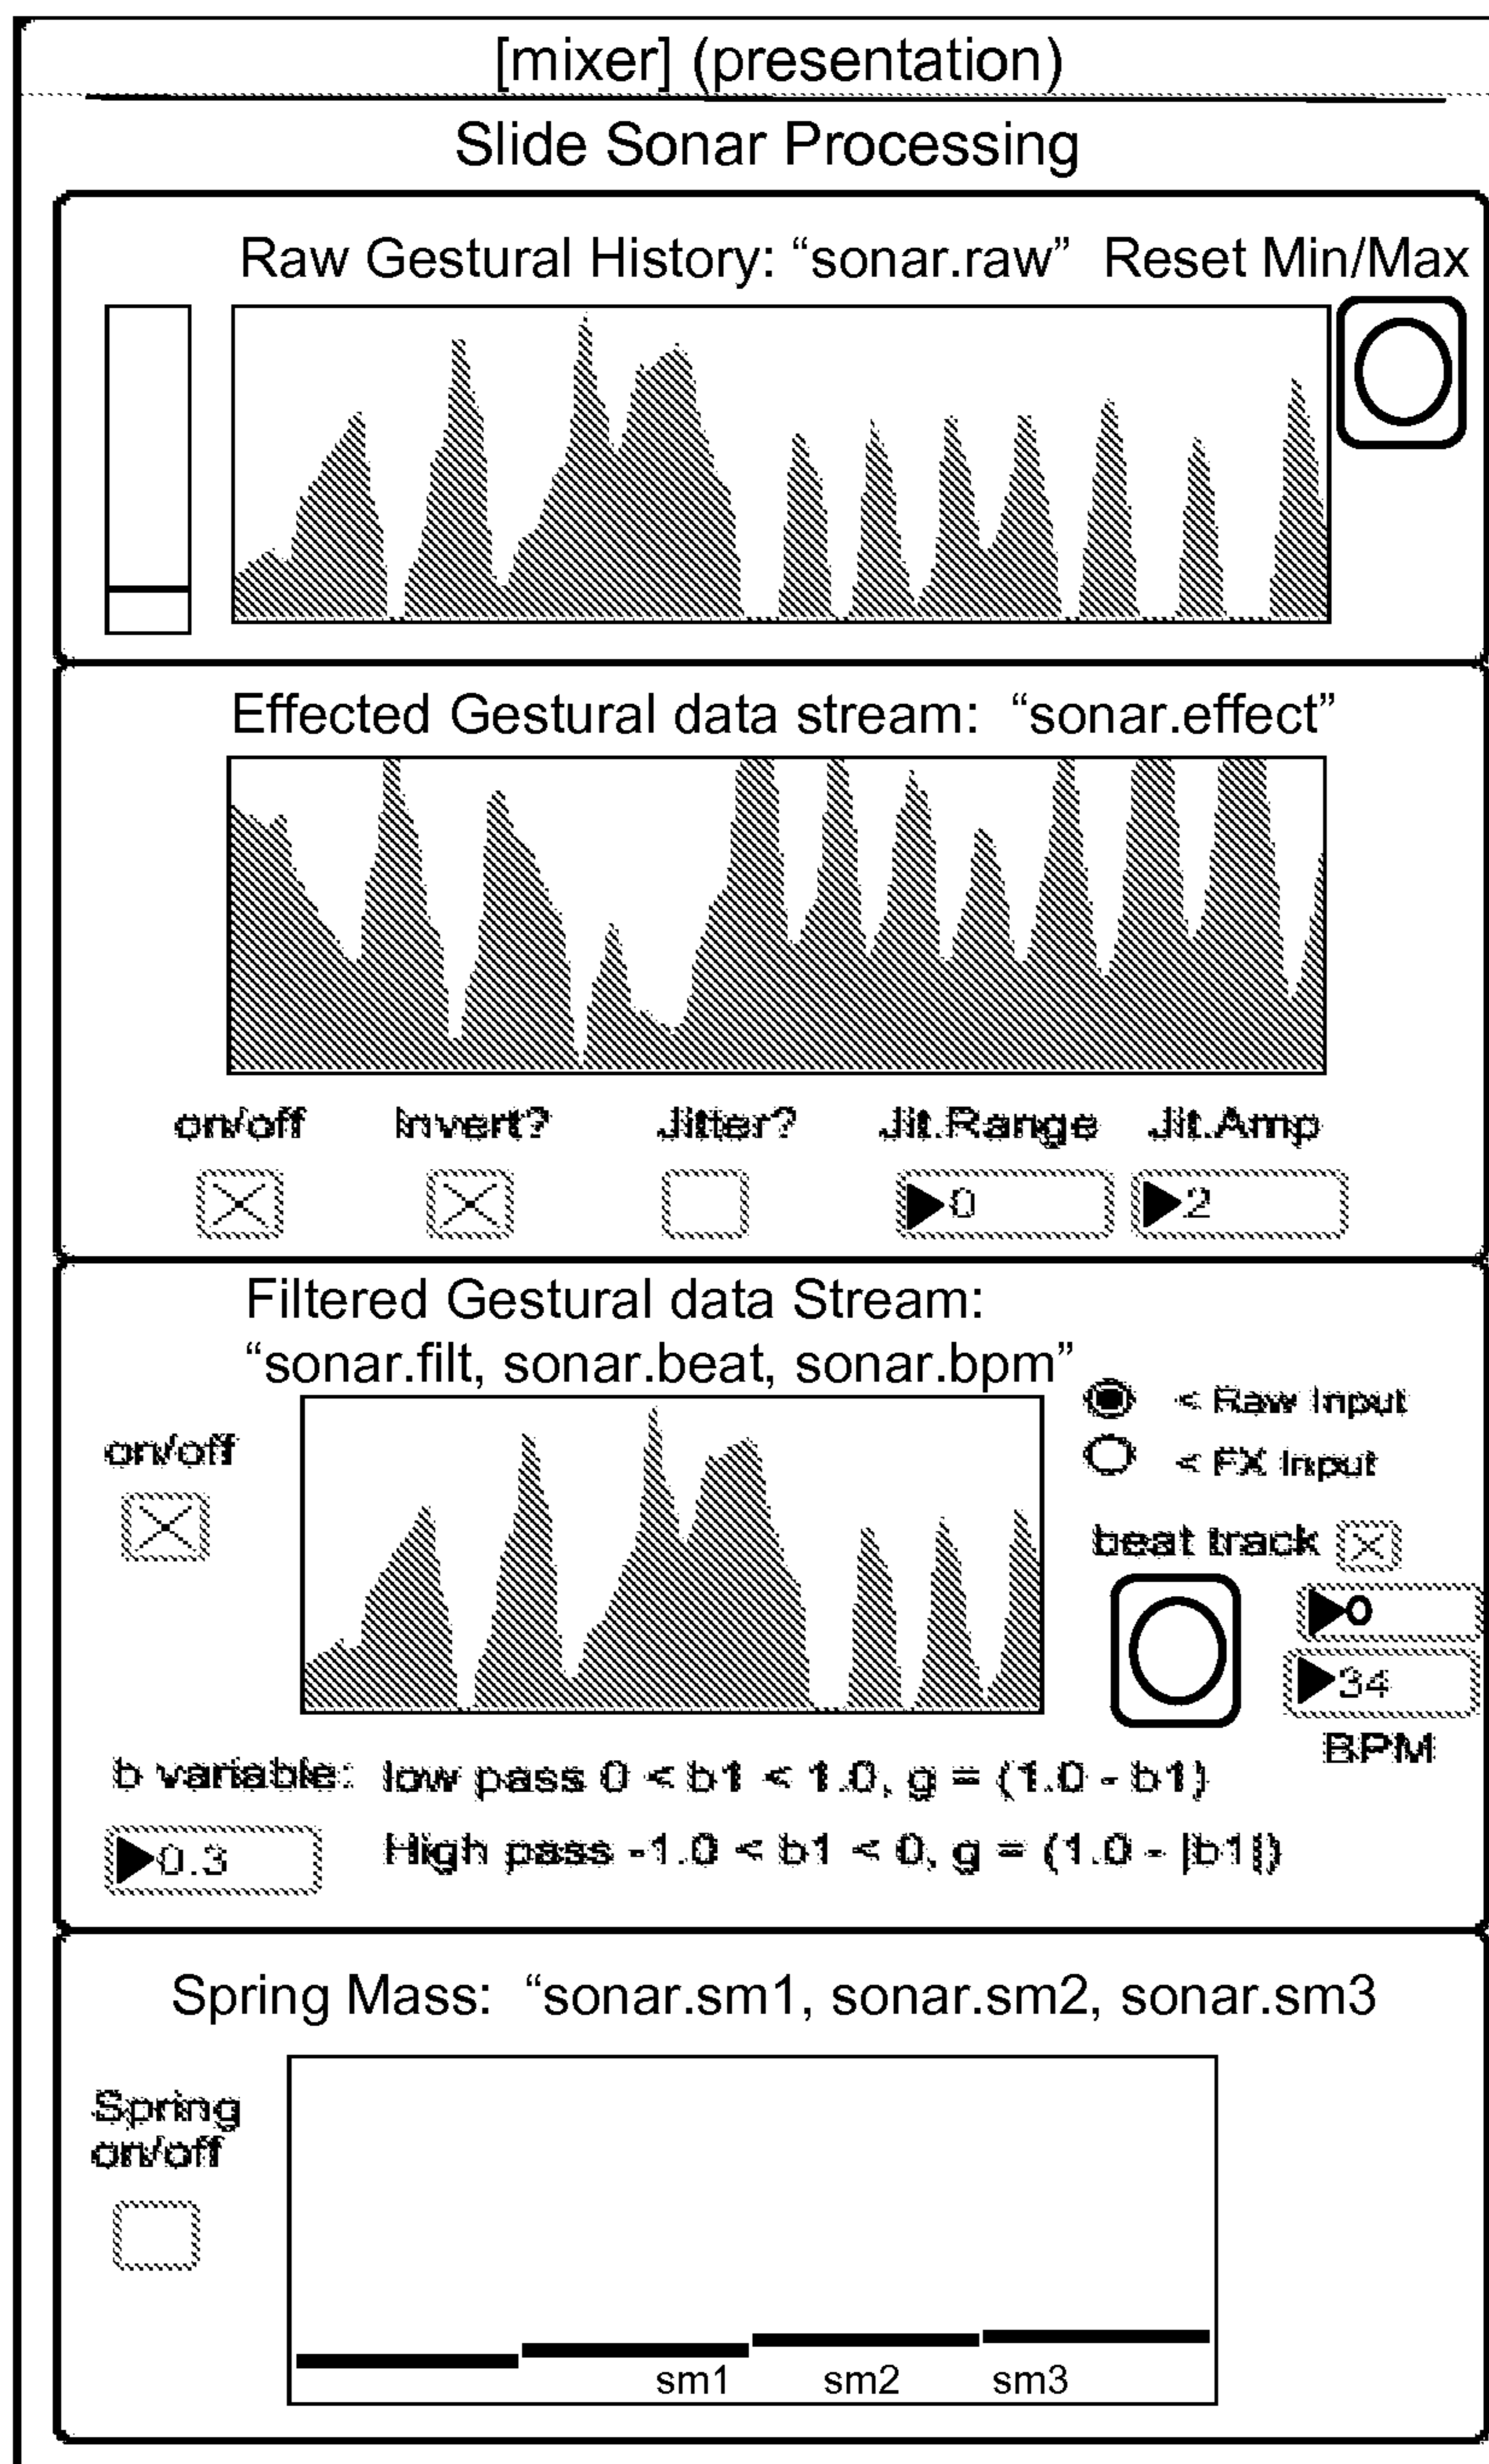 [mixer] (presentation)
Slide Sonar Processing
Raw Gestural History: “sonar.raw” Reset Min/Max
Effected Gestural data stream: “sonar.effect”
on/off Invert? Jitter? Jit.Range Jit.Amp
0 2
Filtered Gestural data Stream:
“sonar.filt, sonar.beat, sonar.bpm”
< Raw Input
on/off
< FX Input
beat track
0
34
BPM
b variable: low pass 0 < b1 < 1.0, g = (1.0 - b1)
0.3 High pass -1.0 < b1 < 0, g = (1.0 - |b1|)
Spring Mass: “sonar.sm1, sonar.sm2, sonar.sm3
Spring
on/off
sm1 sm2 sm3